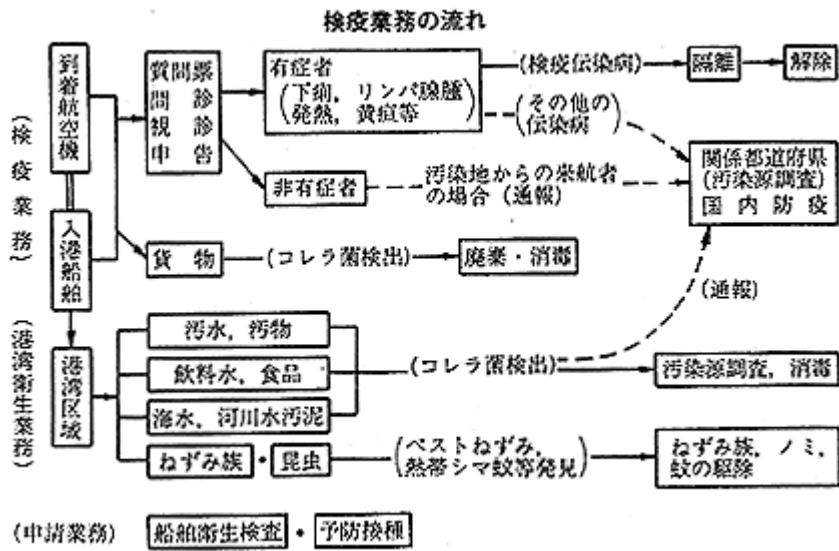 検疫業務の流れ
(検疫業務)
到着航空機
入港船舶
質問票
問診
視診
申告
有症者
(下痢, リンパ腺腫
発熱, 黄疸等)
(検疫伝染病)
隔離
解除
(その他の
伝染病)
非有症者
汚染地からの来航者
の場合(通報)
関係都道府県
(汚染源調査)
国内防疫
貨物
(コレラ菌検出)
廃棄・消毒
(通報)
(港湾衛生業務)
港湾区域
汚水, 汚物
飲料水, 食品
海水, 河川水汚泥
(コレラ菌検出)
汚染源調査, 消毒
ねずみ族・昆虫
(ペストねずみ,
熱帯シマ蚊等発見)
ねずみ族, ノミ,
蚊の駆除
(申請業務) 船舶衛生検査・予防接種